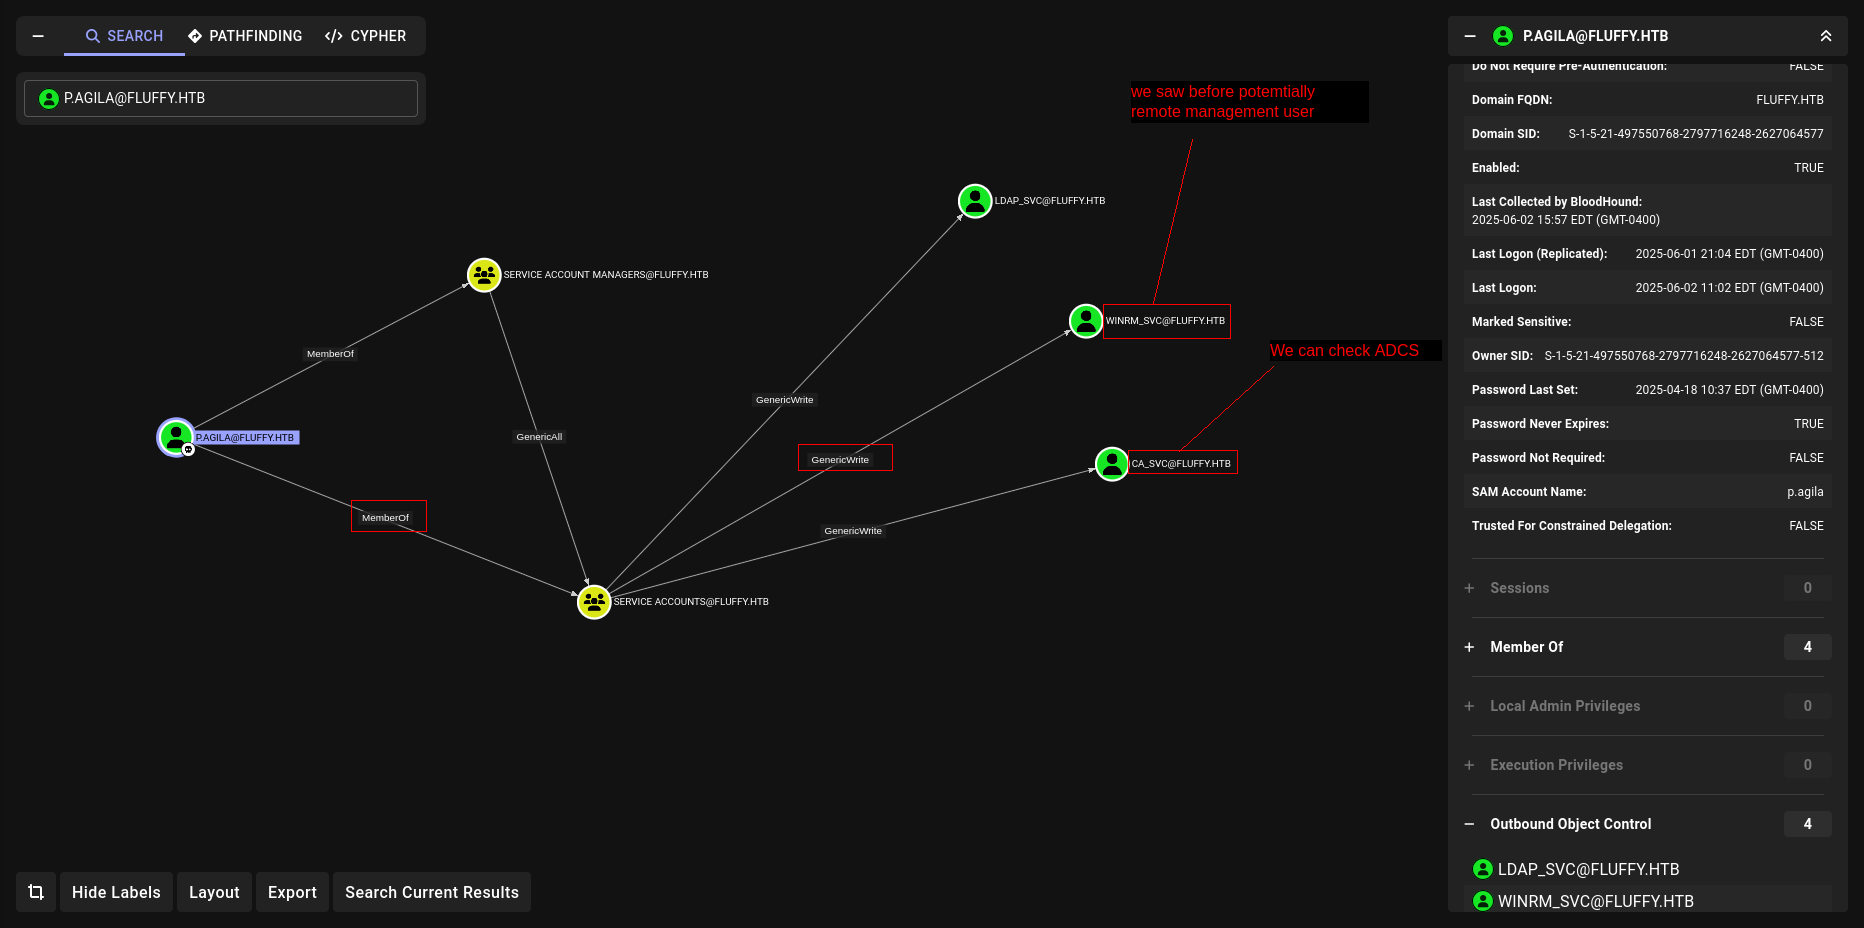 SEARCH
PATHFINDING
CYPHER
P.AGILA@FLUFFY.HTB
we saw before potemtially
remote management user
LDAP_SVC@FLUFFY.HTB
SERVICE ACCOUNT MANAGERS@FLUFFY.HTB
WINRM_SVC@FLUFFY.HTB
We can check ADCS
MemberOf
GenericWrite
P.AGILA@FLUFFY.HTB
GenericAll
GenericWrite
CA_SVC@FLUFFY.HTB
MemberOf
GenericWrite
SERVICE ACCOUNTS@FLUFFY.HTB
Hide Labels
Layout
Export
Search Current Results
P.AGILA@FLUFFY.HTB
Do Not Require Pre-Authentication: FALSE
Domain FQDN: FLUFFY.HTB
Domain SID: S-1-5-21-497550768-2797716248-2627064577
Enabled: TRUE
Last Collected by BloodHound:
2025-06-02 15:57 EDT (GMT-0400)
Last Logon (Replicated): 2025-06-01 21:04 EDT (GMT-0400)
Last Logon: 2025-06-02 11:02 EDT (GMT-0400)
Marked Sensitive: FALSE
Owner SID: S-1-5-21-497550768-2797716248-2627064577-512
Password Last Set: 2025-04-18 10:37 EDT (GMT-0400)
Password Never Expires: TRUE
Password Not Required: FALSE
SAM Account Name: p.agila
Trusted For Constrained Delegation: FALSE
Sessions 0
Member Of 4
Local Admin Privileges 0
Execution Privileges 0
Outbound Object Control 4
LDAP_SVC@FLUFFY.HTB
WINRM_SVC@FLUFFY.HTB